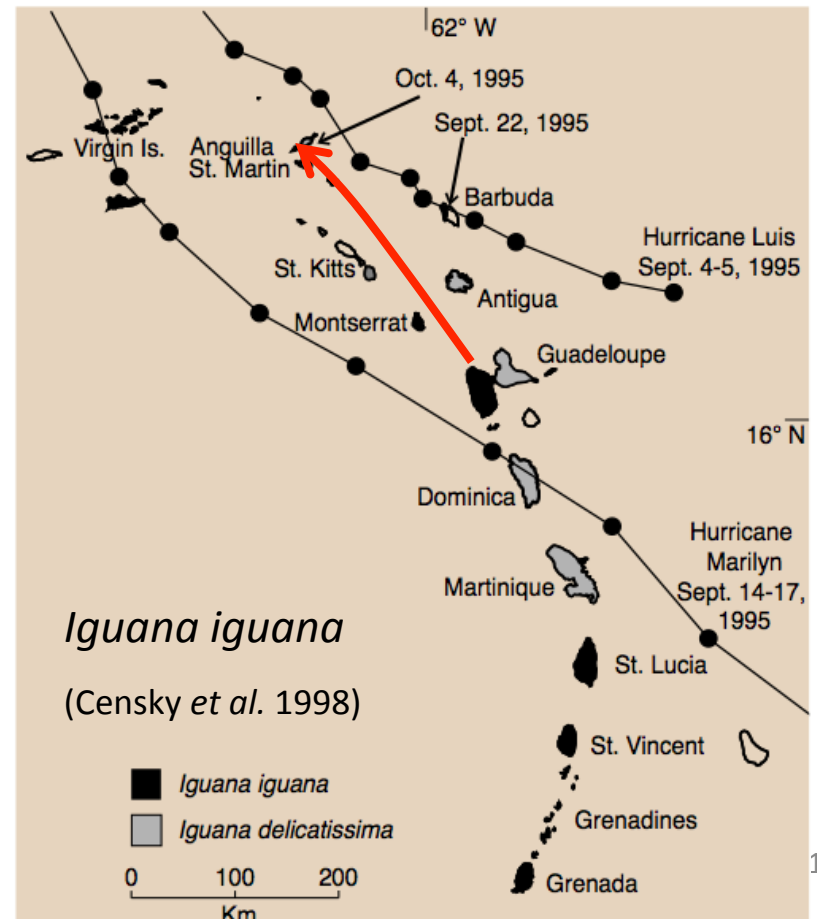 62° W
Oct. 4, 1995
Sept. 22, 1995
Virgin Is.
Anguilla
St. Martin
Barbuda
Hurricane Luis
Sept. 4-5, 1995
St. Kitts
Antigua
Montserrat
Guadeloupe
16° N
Dominica
Hurricane
Marilyn
Sept. 14-17,
1995
Martinique
Iguana iguana
(Censky et al. 1998)
St. Lucia
St. Vincent
Iguana iguana
Iguana delicatissima
Grenadines
Grenada
0 100 200
Km
1